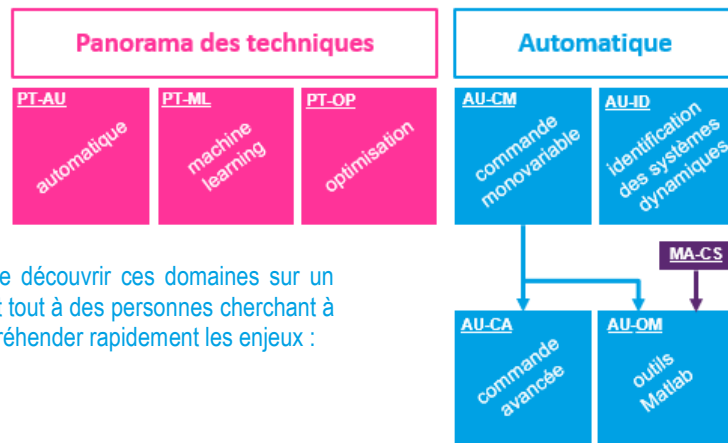 Panorama des techniques
Automatique
PT-AU
automatique
PT-ML
machine
learning
PT-OP
optimisation
AU-CM
commande
monovariable
AU-ID
identification
des systèmes
dynamiques
e découvrir ces domaines sur un
t tout à des personnes cherchant à
réhender rapidement les enjeux :
MA-CS
AU-CA
commande
avancée
AU-OM
outils
Matlab